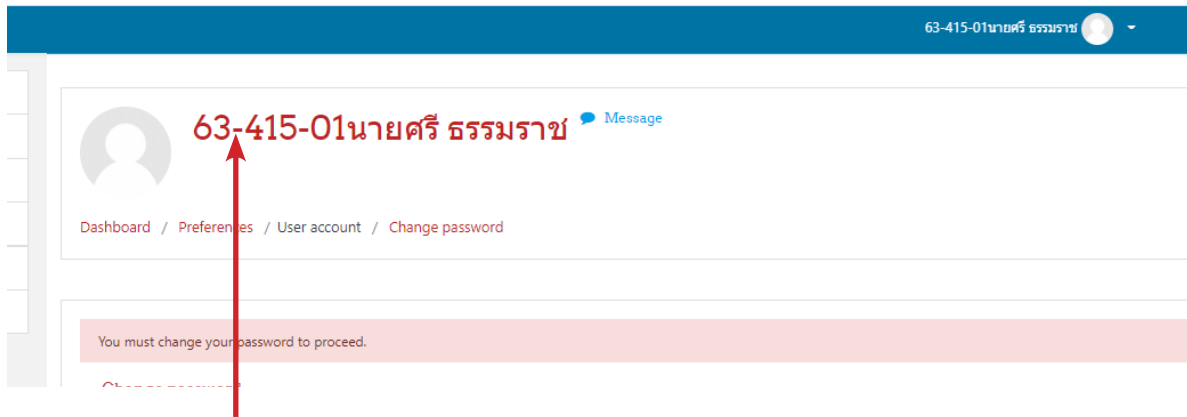 63-415-01นายศรี ธรรมราช
63-415-01นายศรี ธรรมราช Message
Dashboard / Preferences / User account / Change password
You must change your password to proceed.
Change password